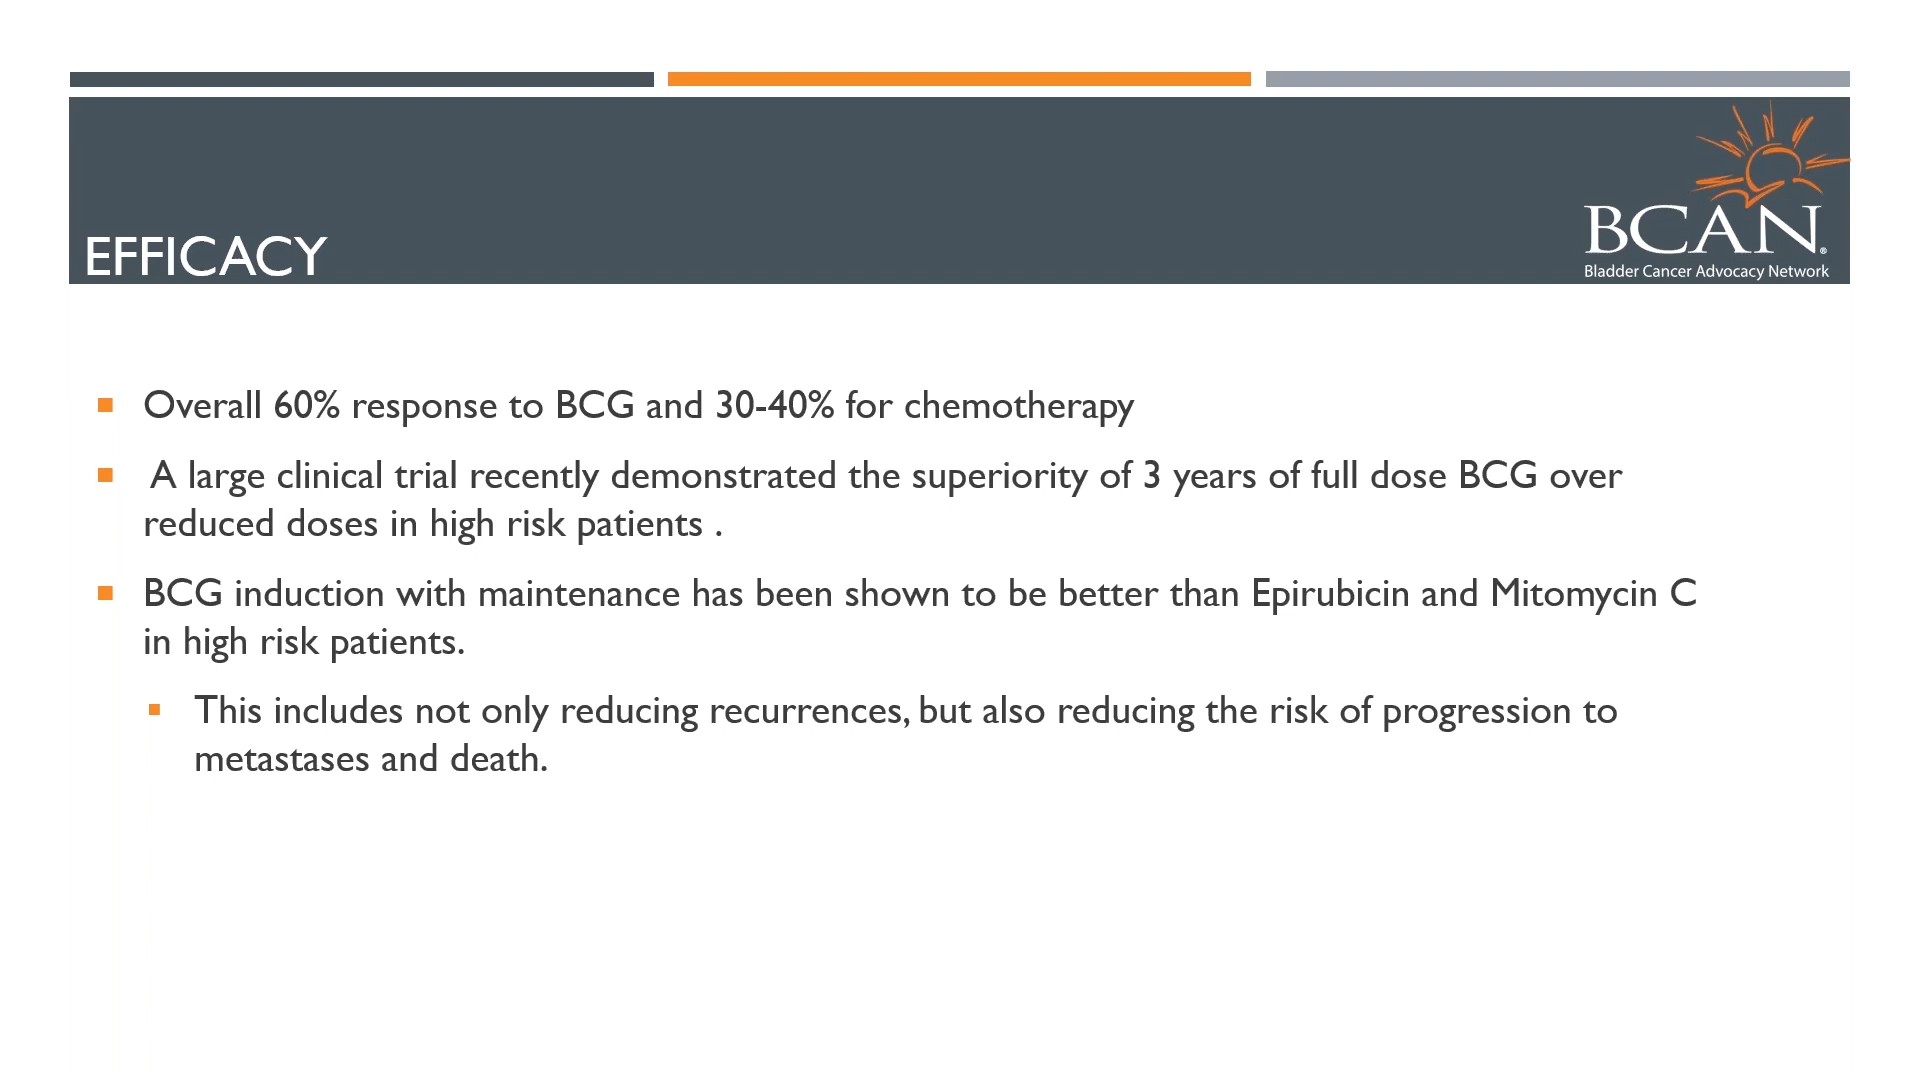 BCAN®
Bladder Cancer Advocacy Network
EFFICACY
Overall 60% response to BCG and 30-40% for chemotherapy
A large clinical trial recently demonstrated the superiority of 3 years of full dose BCG over
reduced doses in high risk patients .
BCG induction with maintenance has been shown to be better than Epirubicin and Mitomycin C
in high risk patients.
This includes not only reducing recurrences, but also reducing the risk of progression to
metastases and death.